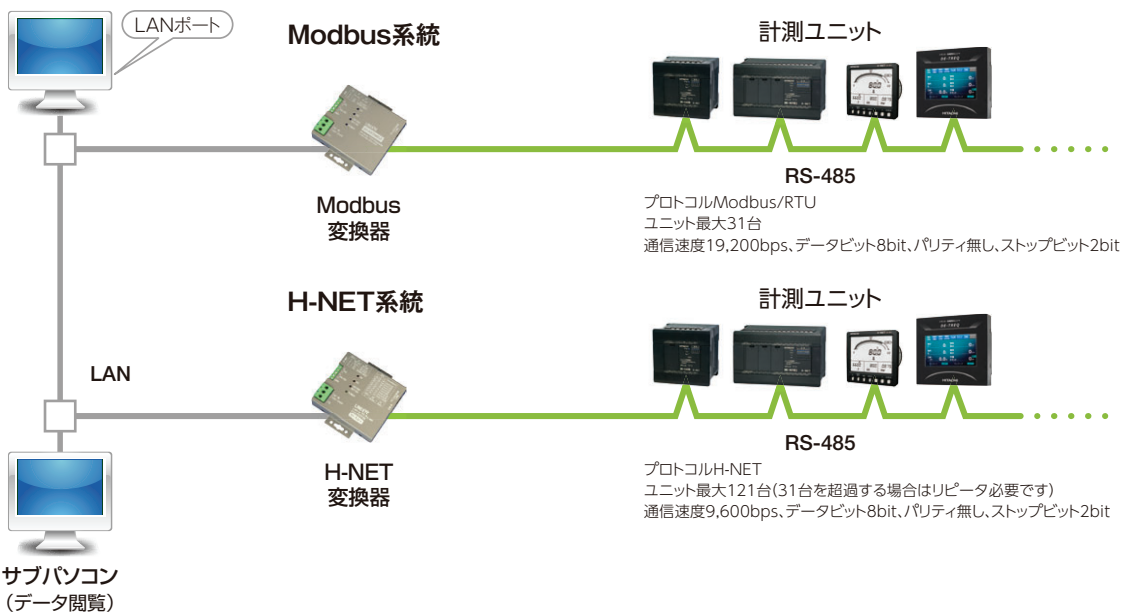 LANポート
Modbus系統
計測ユニット
Modbus
変換器
RS-485
プロトコルModbus/RTU
ユニット最大31台
通信速度19,200bps、データビット8bit、パリティ無し、ストップビット2bit
H-NET系統
計測ユニット
LAN
H-NET
変換器
RS-485
プロトコルH-NET
ユニット最大121台(31台を超過する場合はリピータ必要です)
通信速度9,600bps、データビット8bit、パリティ無し、ストップビット2bit
サブパソコン
(データ閲覧)